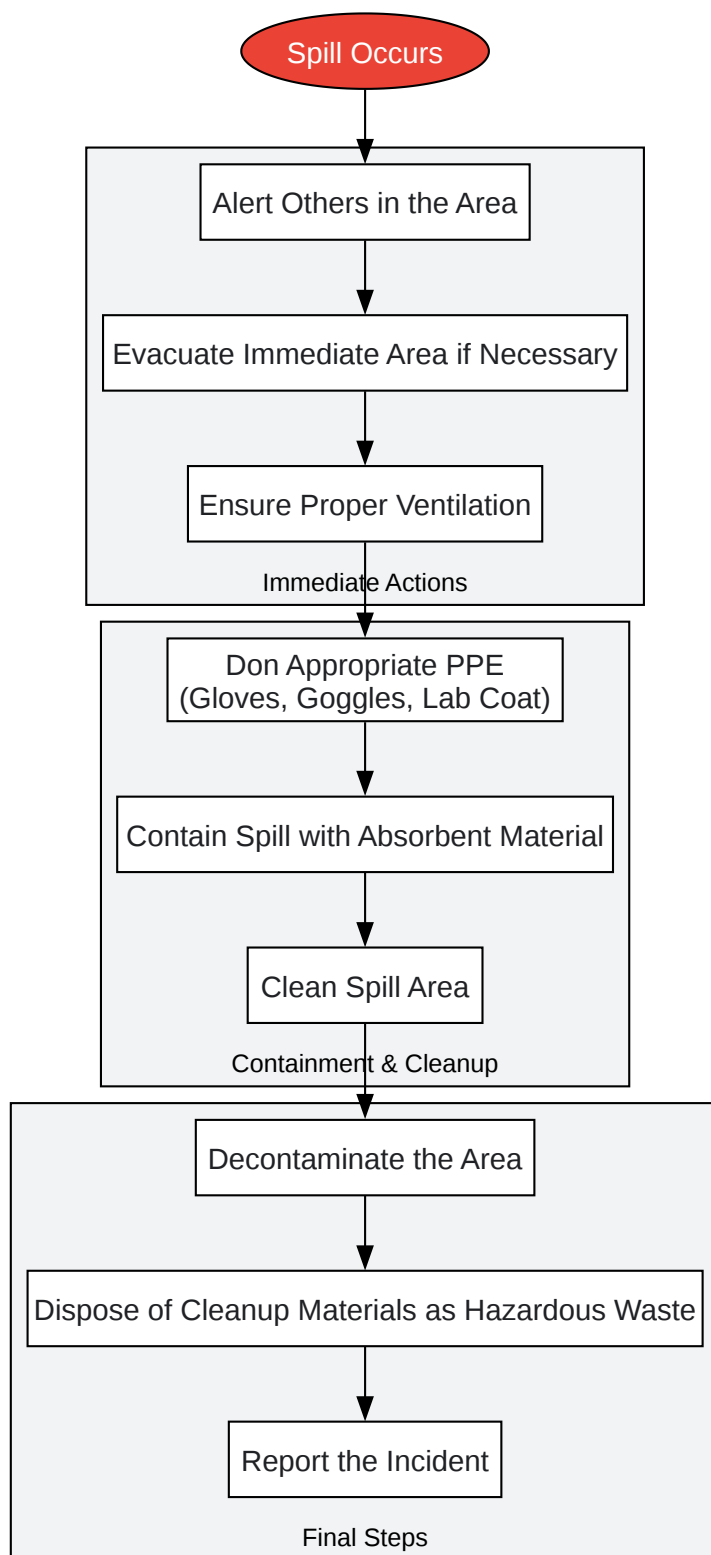 Spill Occurs
Alert Others in the Area
Evacuate Immediate Area if Necessary
Ensure Proper Ventilation
Immediate Actions
Don Appropriate PPE
(Gloves, Goggles, Lab Coat)
Contain Spill with Absorbent Material
Clean Spill Area
Containment & Cleanup
Decontaminate the Area
Dispose of Cleanup Materials as Hazardous Waste
Report the Incident
Final Steps